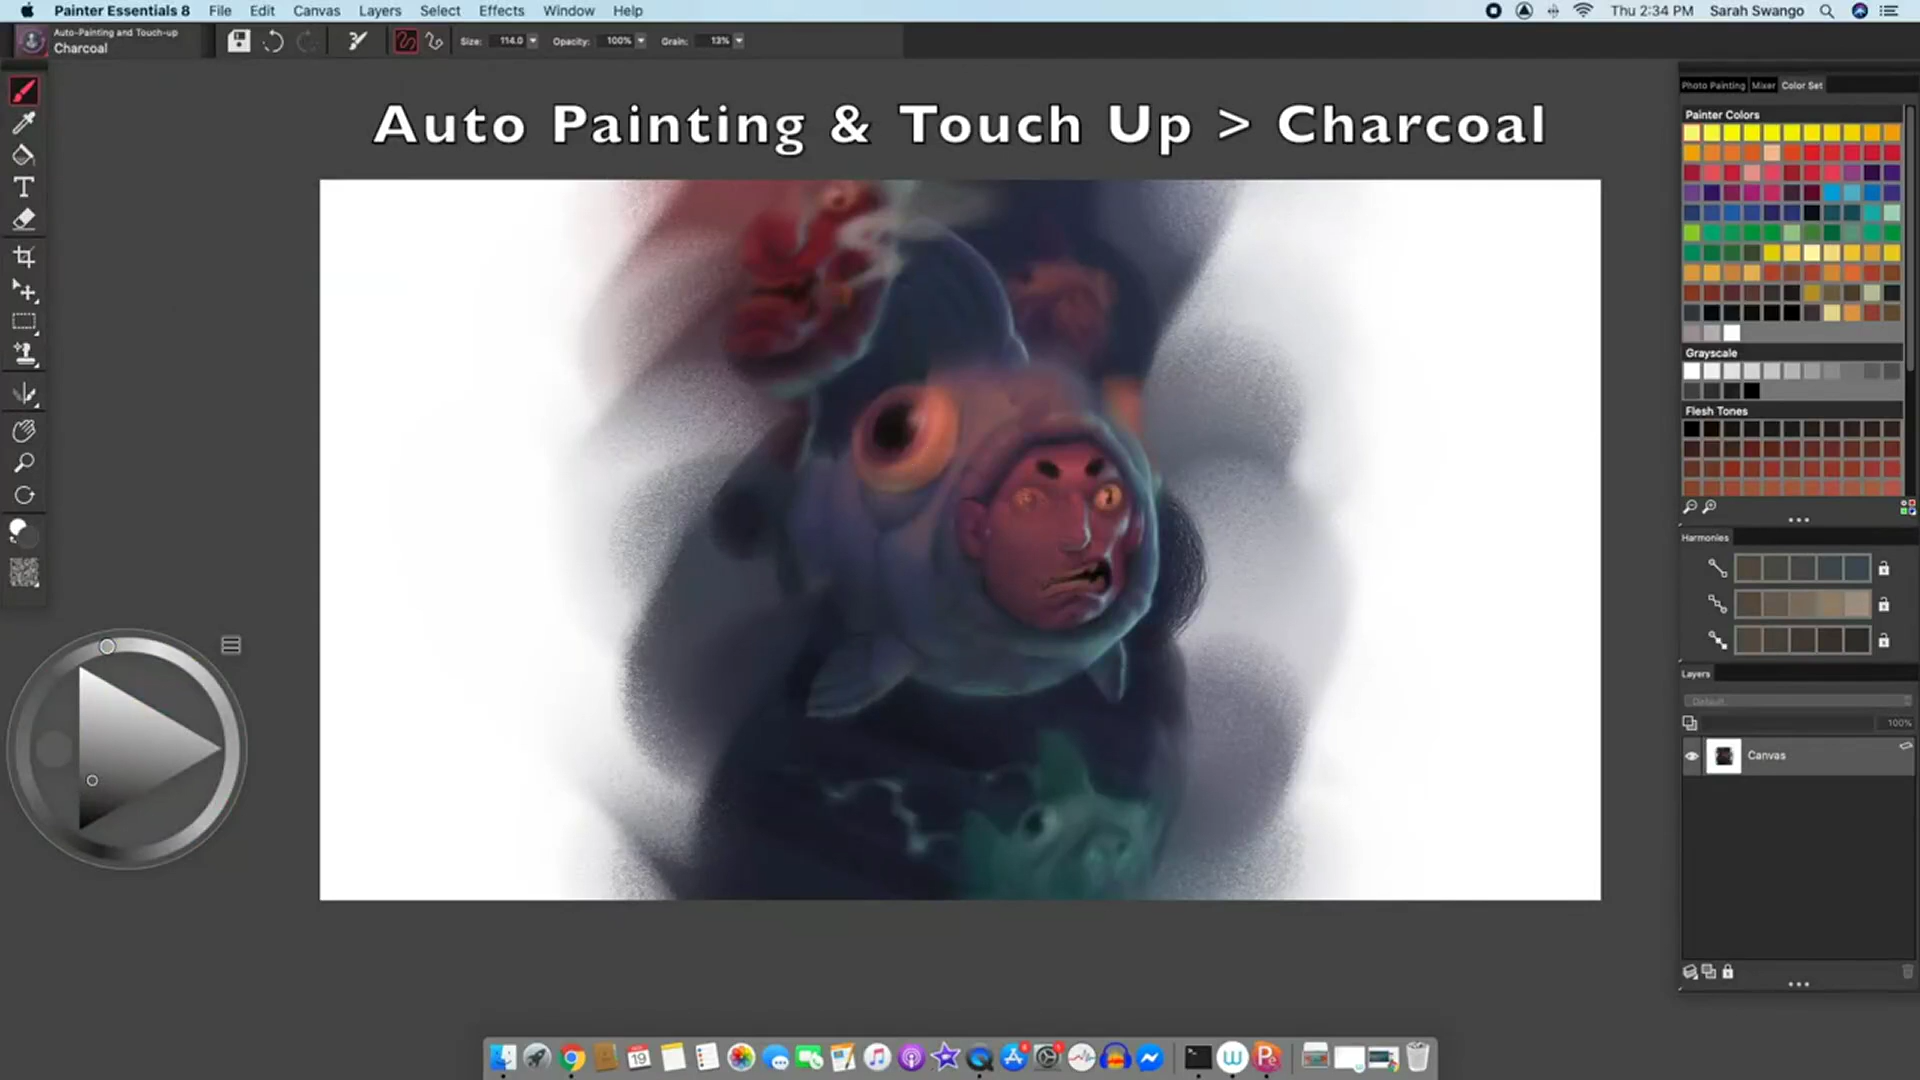 Painter Essentials 8 File Edit Canvas Layers Select Effects Window Help Thu 2:34 PM Sarah Swango
Auto-Painting and Touch-up
Charcoal
Size: 114.0 Opacity: 100% Grain: 13%
Auto Painting & Touch Up > Charcoal
Photo Painting Mixer Color Set
Painter Colors
Grayscale
Flesh Tones
Harmonies
Layers
Default
100%
Canvas
19